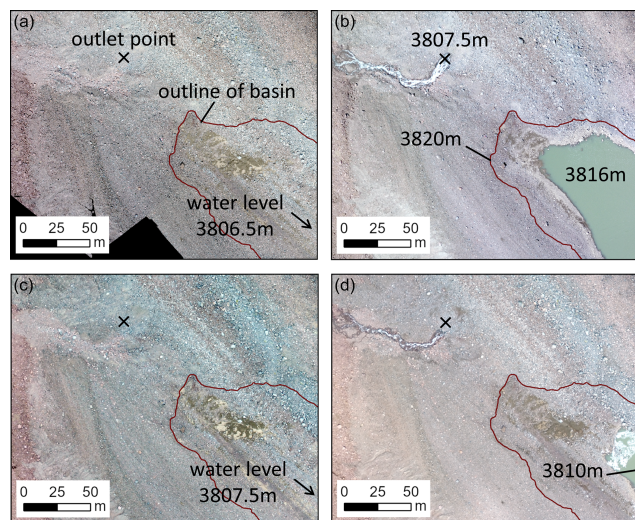 (a)
outlet point
outline of basin
water level
3806.5m
0 25 50
m
(b)
3807.5m
3820m
3816m
0 25 50
m
(c)
water level
3807.5m
0 25 50
m
(d)
3810m
0 25 50
m